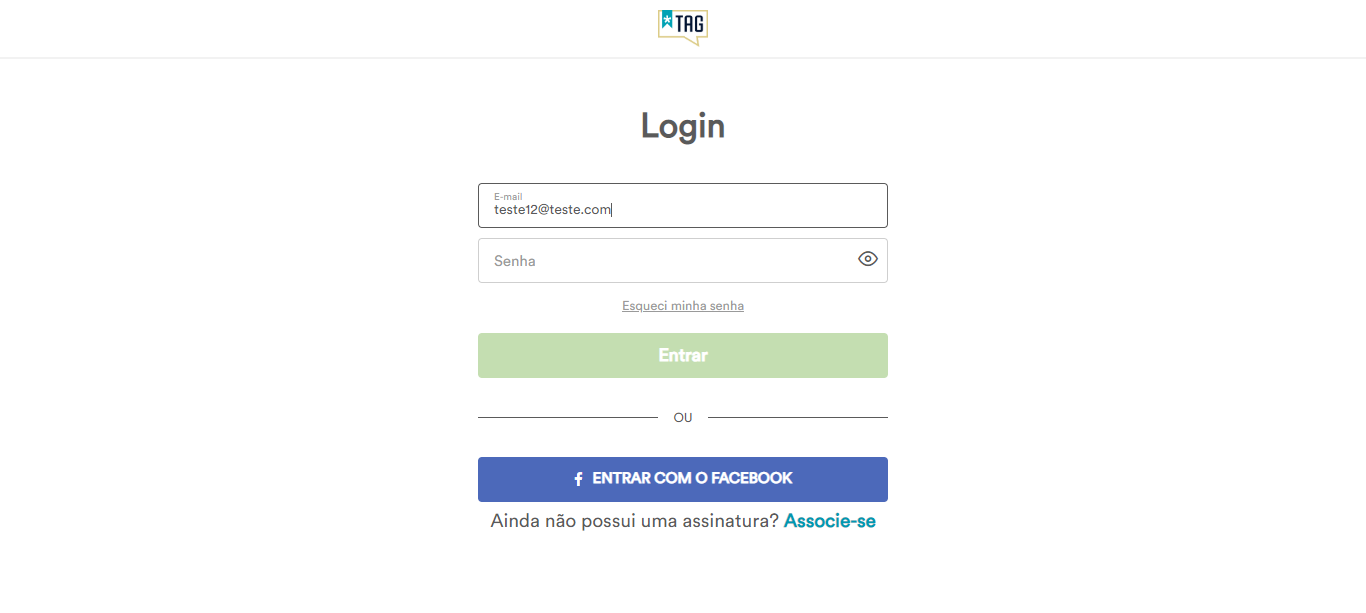 TAG
Login
E-mail
teste12@teste.com
Senha
Esqueci minha senha
Entrar
OU
ENTRAR COM O FACEBOOK
Ainda não possui uma assinatura? Associe-se